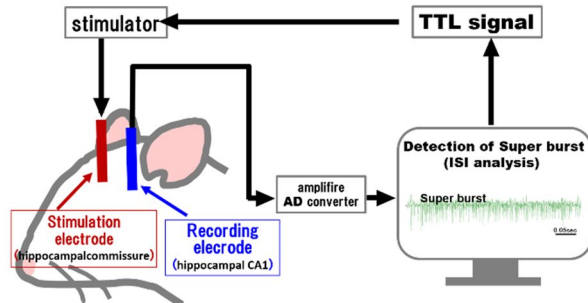 stimulator
TTL signal
Detection of Super burst
(ISI analysis)
Super burst
0.05sec
amplifire
AD converter
Stimulation
electrode
(hippocampalcommissure)
Recording
elecrode
(hippocampal CA1)